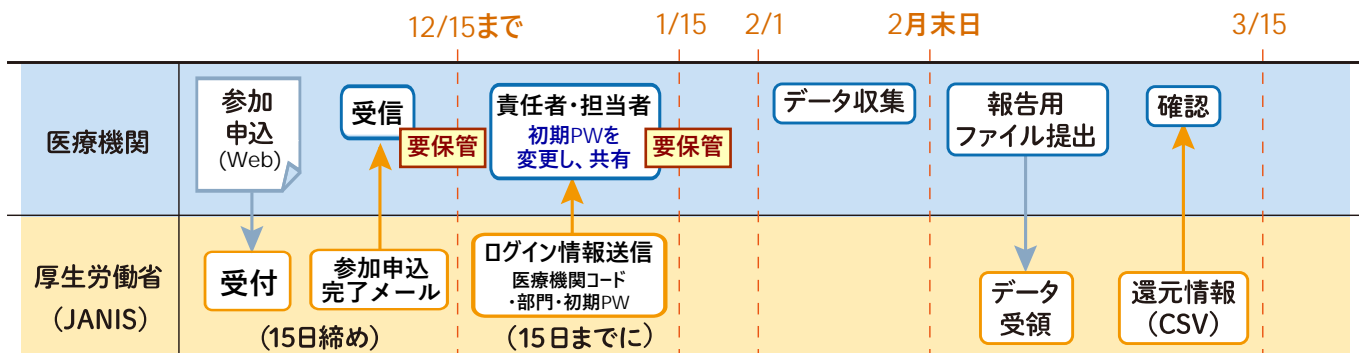 12/15まで
1/15
2/1
2月末日
3/15
医療機関
参加
申込
(Web)
受信
要保管
責任者・担当者
初期PWを
変更し、共有
要保管
データ収集
報告用
ファイル提出
確認
厚生労働省
（JANIS）
受付
参加申込
完了メール
ログイン情報送信
医療機関コード
・部門・初期PW
データ
受領
還元情報
（CSV）
（15日締め）
（15日までに）